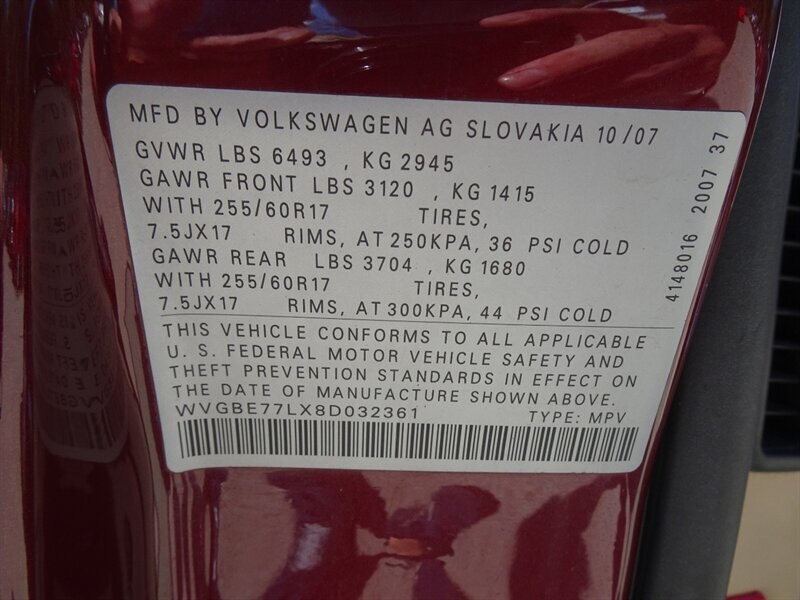 MFD BY VOLKSWAGEN AG SLOVAKIA 10/07
GVWR LBS 6493 , KG 2945
GAWR FRONT LBS 3120 , KG 1415
WITH 255/60R17 TIRES,
7.5JX17 RIMS, AT 250KPA, 36 PSI COLD
GAWR REAR LBS 3704 , KG 1680
WITH 255/60R17 TIRES,
7.5JX17 RIMS, AT 300KPA, 44 PSI COLD
THIS VEHICLE CONFORMS TO ALL APPLICABLE
U. S. FEDERAL MOTOR VEHICLE SAFETY AND
THEFT PREVENTION STANDARDS IN EFFECT ON
THE DATE OF MANUFACTURE SHOWN ABOVE.
WVGBE77LX8D032361 TYPE: MPV
4148016 2007 37